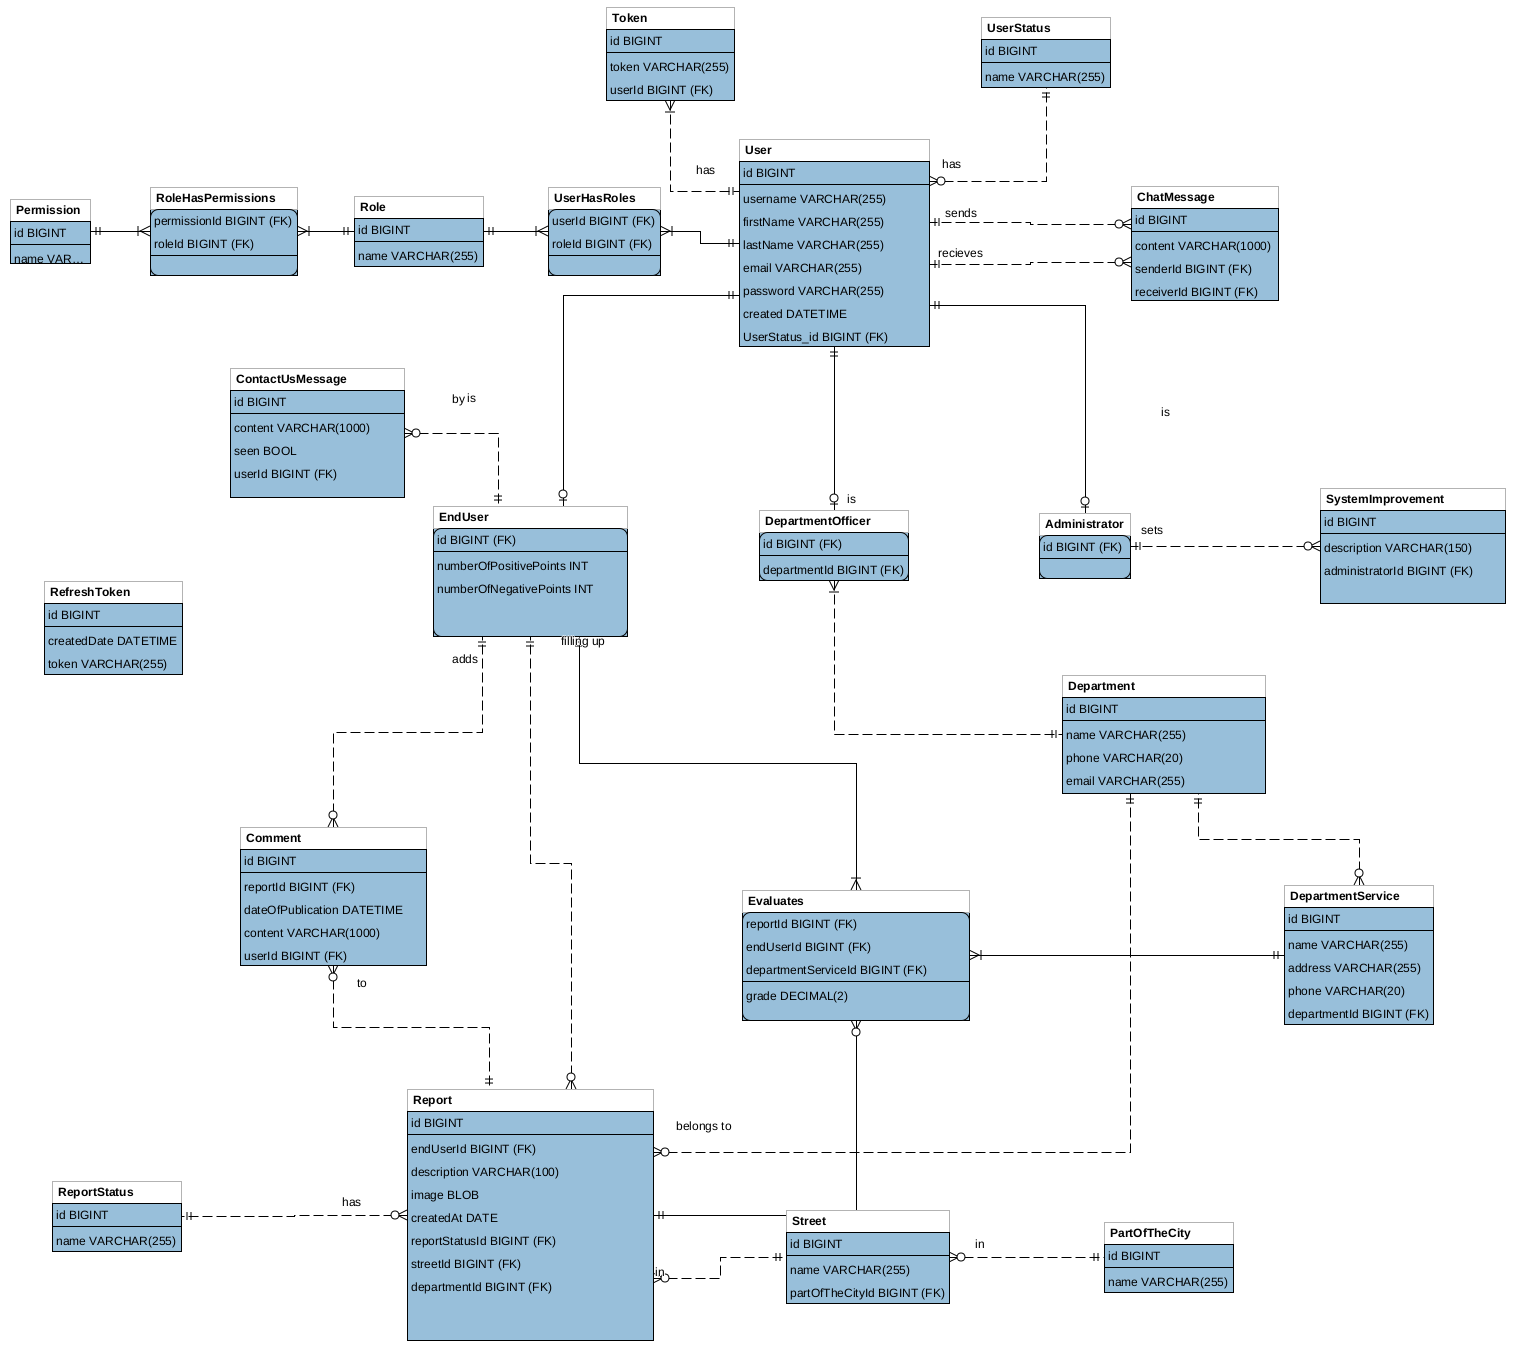 Token
id BIGINT
token VARCHAR(255)
userId BIGINT (FK)
UserStatus
id BIGINT
name VARCHAR(255)
has
has
User
id BIGINT
username VARCHAR(255)
firstName VARCHAR(255)
lastName VARCHAR(255)
email VARCHAR(255)
password VARCHAR(255)
created DATETIME
UserStatus_id BIGINT (FK)
Permission
id BIGINT
name VAR...
RoleHasPermissions
permissionId BIGINT (FK)
roleId BIGINT (FK)
Role
id BIGINT
name VARCHAR(255)
UserHasRoles
userId BIGINT (FK)
roleId BIGINT (FK)
sends
recieves
ChatMessage
id BIGINT
content VARCHAR(1000)
senderId BIGINT (FK)
receiverId BIGINT (FK)
ContactUsMessage
id BIGINT
content VARCHAR(1000)
seen BOOL
userId BIGINT (FK)
by
is
is
is
EndUser
id BIGINT (FK)
numberOfPositivePoints INT
numberOfNegativePoints INT
DepartmentOfficer
id BIGINT (FK)
departmentId BIGINT (FK)
Administrator
id BIGINT (FK)
sets
SystemImprovement
id BIGINT
description VARCHAR(150)
administratorId BIGINT (FK)
RefreshToken
id BIGINT
createdDate DATETIME
token VARCHAR(255)
adds
filling up
Department
id BIGINT
name VARCHAR(255)
phone VARCHAR(20)
email VARCHAR(255)
Comment
id BIGINT
reportId BIGINT (FK)
dateOfPublication DATETIME
content VARCHAR(1000)
userId BIGINT (FK)
to
Evaluates
reportId BIGINT (FK)
endUserId BIGINT (FK)
departmentServiceId BIGINT (FK)
grade DECIMAL(2)
DepartmentService
id BIGINT
name VARCHAR(255)
address VARCHAR(255)
phone VARCHAR(20)
departmentId BIGINT (FK)
Report
id BIGINT
endUserId BIGINT (FK)
description VARCHAR(100)
image BLOB
createdAt DATE
reportStatusId BIGINT (FK)
streetId BIGINT (FK)
departmentId BIGINT (FK)
belongs to
ReportStatus
id BIGINT
name VARCHAR(255)
has
in
Street
id BIGINT
name VARCHAR(255)
partOfTheCityId BIGINT (FK)
in
PartOfTheCity
id BIGINT
name VARCHAR(255)